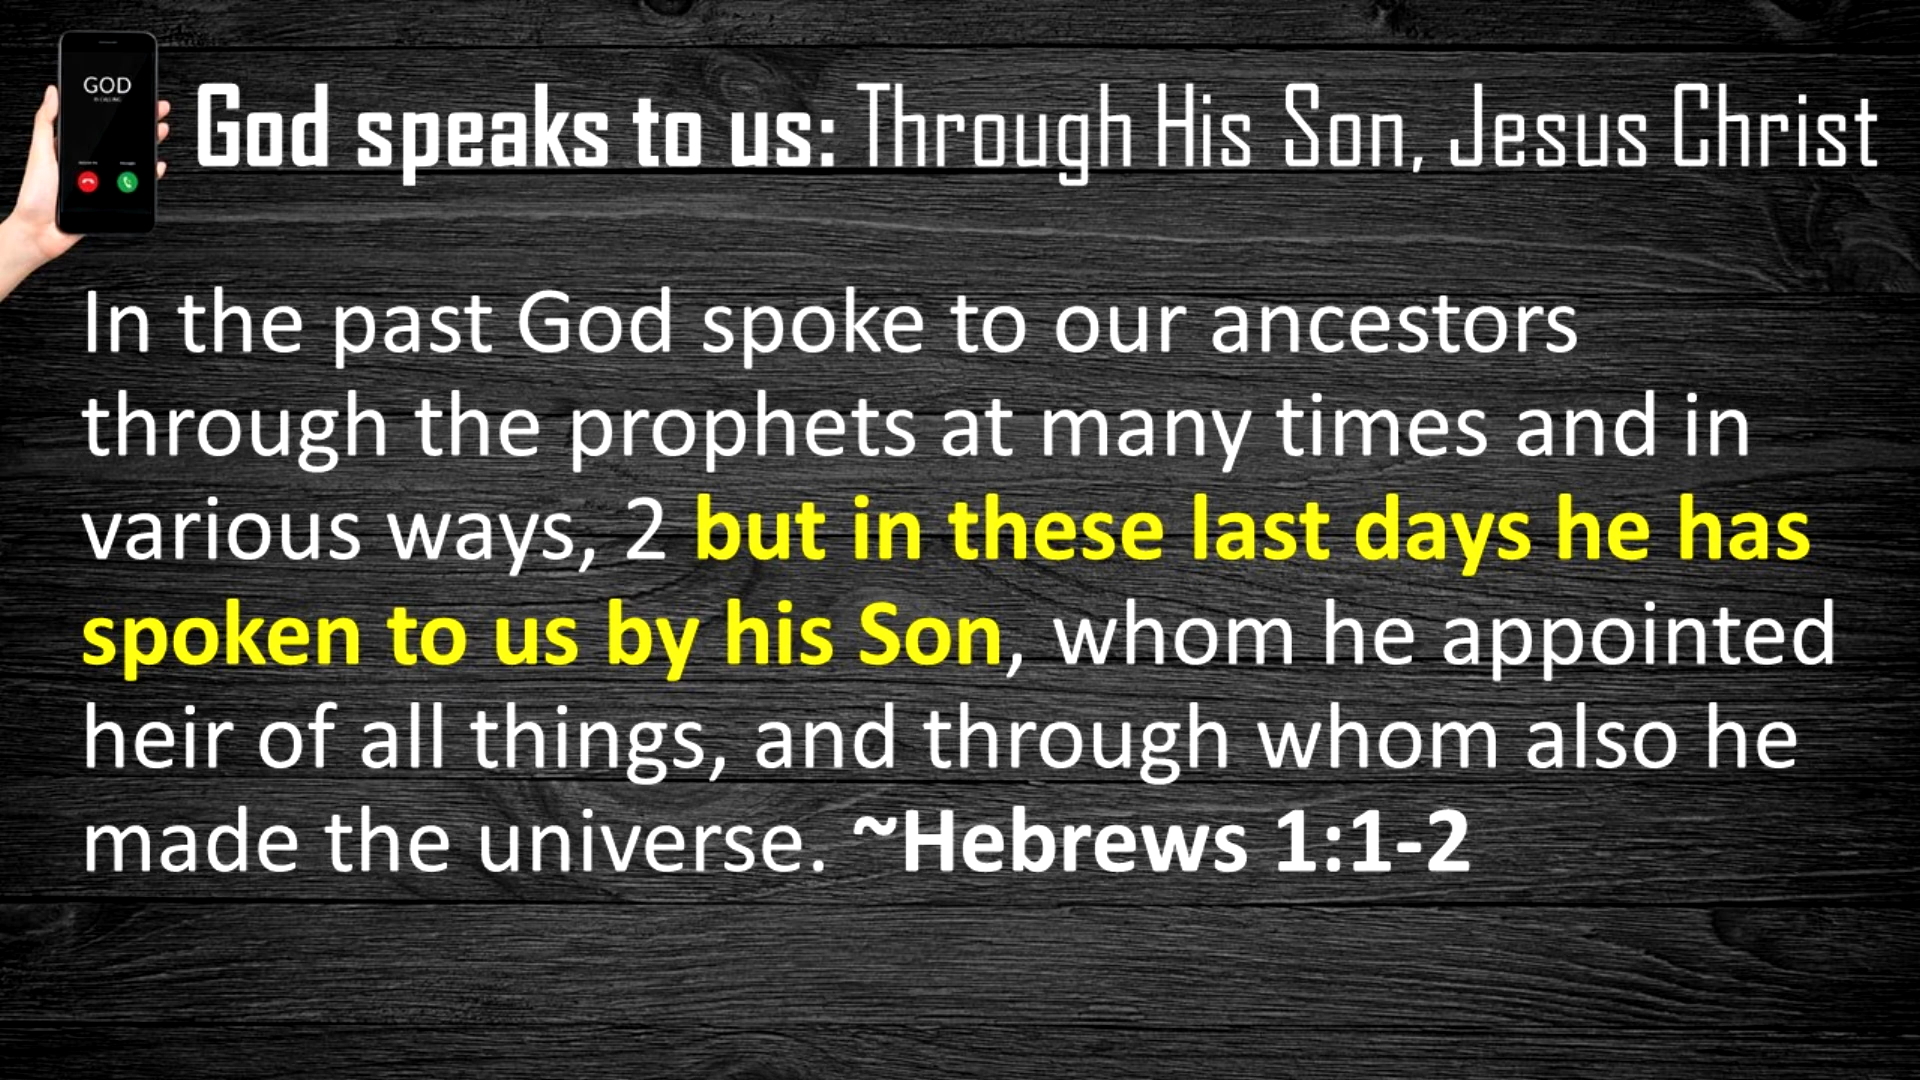 GOD
God speaks to us: Through His Son, Jesus Christ
In the past God spoke to our ancestors
through the prophets at many times and in
various ways, 2 but in these last days he has
spoken to us by his Son, whom he appointed
heir of all things, and through whom also he
made the universe. ~Hebrews 1:1-2